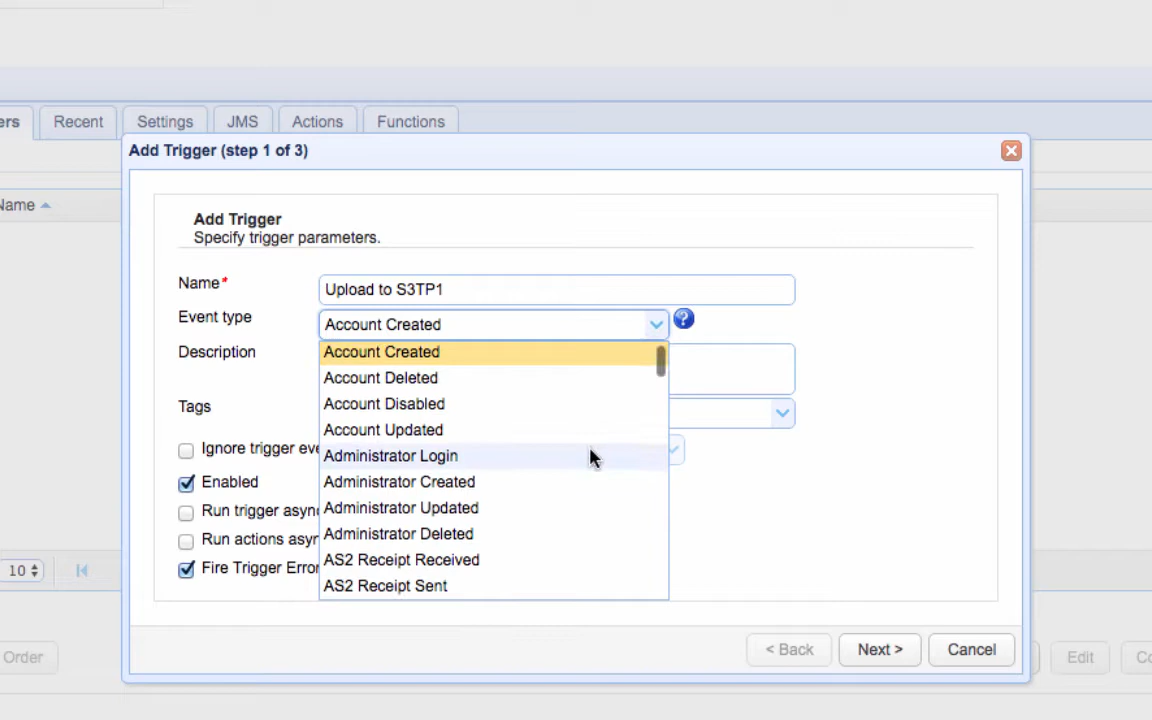 ers Recent Settings JMS Actions Functions
Add Trigger (step 1 of 3)
Name
Add Trigger
Specify trigger parameters.
Name*
Upload to S3TP1
Event type
Account Created
Description
Account Created
Account Deleted
Account Disabled
Tags
Account Updated
Ignore trigger eve
Administrator Login
Enabled
Administrator Created
Run trigger async
Administrator Updated
Run actions asyn
Administrator Deleted
Fire Trigger Error
AS2 Receipt Received
AS2 Receipt Sent
10
Order
< Back
Next >
Cancel
Edit
Co